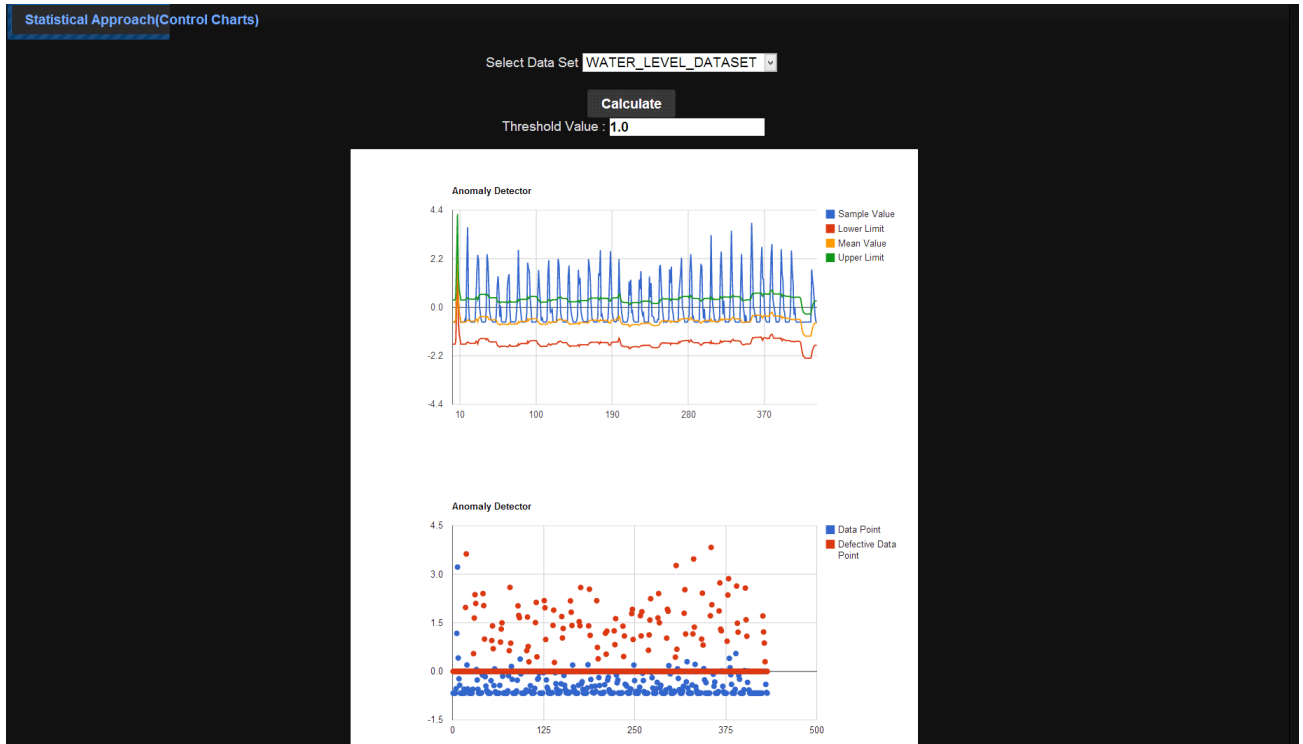 Statistical Approach(Control Charts)
Select Data Set WATER_LEVEL_DATASET
Calculate
Threshold Value : 1.0
Anomaly Detector
4.4
2.2
0.0
-2.2
-4.4
10 100 190 280 370
Sample Value
Lower Limit
Mean Value
Upper Limit
Anomaly Detector
4.5
3.0
1.5
0.0
-1.5
0 125 250 375 500
Data Point
Defective Data
Point